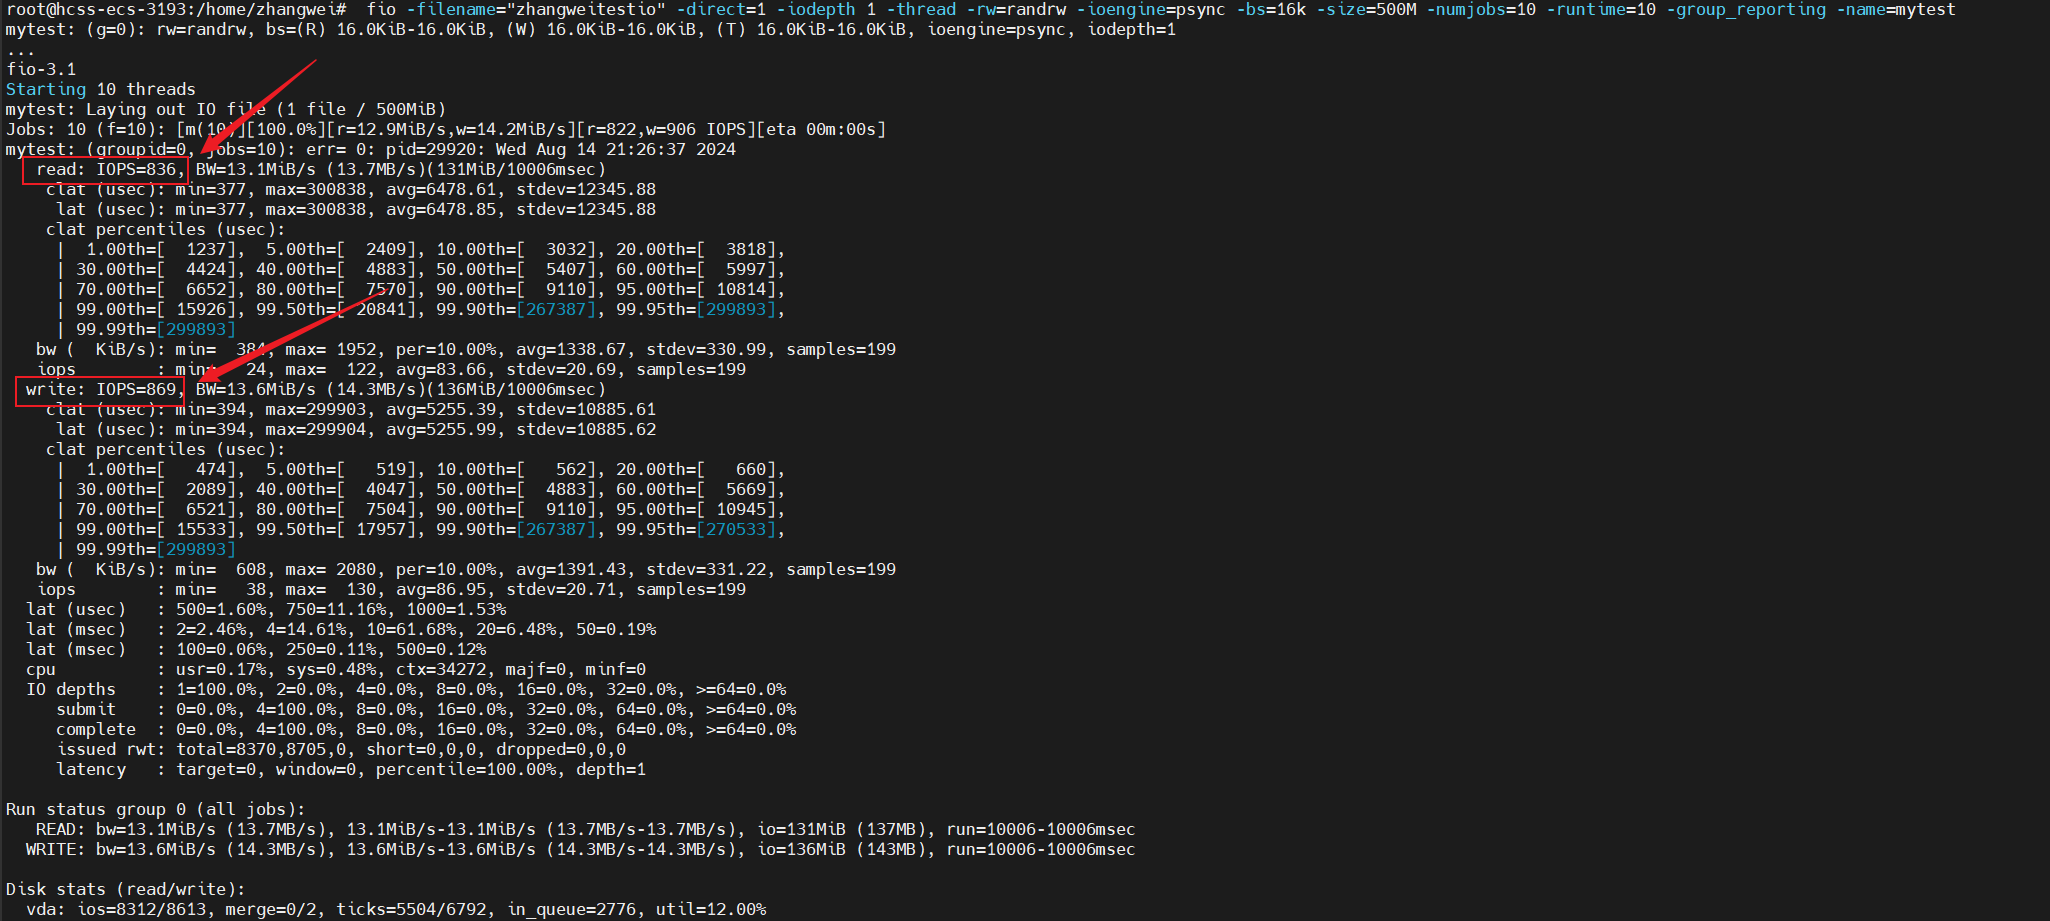 root@hcss-ecs-3193:/home/zhangwei#  fio -filename="zhangweitestio" -direct=1 -iodepth 1 -thread -rw=randrw -ioengine=psync -bs=16k -size=500M -numjobs=10 -runtime=10 -group_reporting -name=mytest
mytest: (g=0): rw=randrw, bs=(R) 16.0KiB-16.0KiB, (W) 16.0KiB-16.0KiB, (T) 16.0KiB-16.0KiB, ioengine=psync, iodepth=1
...
fio-3.1
Starting 10 threads
mytest: Laying out IO file (1 file / 500MiB)
Jobs: 10 (f=10): [m(10)][100.0%][r=12.9MiB/s,w=14.2MiB/s][r=822,w=906 IOPS][eta 00m:00s]
mytest: (groupid=0, jobs=10): err= 0: pid=29920: Wed Aug 14 21:26:37 2024
   read: IOPS=836, BW=13.1MiB/s (13.7MB/s)(131MiB/10006msec)
    clat (usec): min=377, max=300838, avg=6478.61, stdev=12345.88
     lat (usec): min=377, max=300838, avg=6478.85, stdev=12345.88
    clat percentiles (usec):
     |  1.00th=[  1237],  5.00th=[  2409], 10.00th=[  3032], 20.00th=[  3818],
     | 30.00th=[  4424], 40.00th=[  4883], 50.00th=[  5407], 60.00th=[  5997],
     | 70.00th=[  6652], 80.00th=[  7570], 90.00th=[  9110], 95.00th=[ 10814],
     | 99.00th=[ 15926], 99.50th=[ 20841], 99.90th=[267387], 99.95th=[299893],
     | 99.99th=[299893]
   bw (  KiB/s): min=  384, max= 1952, per=10.00%, avg=1338.67, stdev=330.99, samples=199
   iops        : min=   24, max=  122, avg=83.66, stdev=20.69, samples=199
  write: IOPS=869, BW=13.6MiB/s (14.3MB/s)(136MiB/10006msec)
    clat (usec): min=394, max=299903, avg=5255.39, stdev=10885.61
     lat (usec): min=394, max=299904, avg=5255.99, stdev=10885.62
    clat percentiles (usec):
     |  1.00th=[   474],  5.00th=[   519], 10.00th=[   562], 20.00th=[   660],
     | 30.00th=[  2089], 40.00th=[  4047], 50.00th=[  4883], 60.00th=[  5669],
     | 70.00th=[  6521], 80.00th=[  7504], 90.00th=[  9110], 95.00th=[ 10945],
     | 99.00th=[ 15533], 99.50th=[ 17957], 99.90th=[267387], 99.95th=[270533],
     | 99.99th=[299893]
   bw (  KiB/s): min=  608, max= 2080, per=10.00%, avg=1391.43, stdev=331.22, samples=199
   iops        : min=   38, max=  130, avg=86.95, stdev=20.71, samples=199
  lat (usec)   : 500=1.60%, 750=11.16%, 1000=1.53%
  lat (msec)   : 2=2.46%, 4=14.61%, 10=61.68%, 20=6.48%, 50=0.19%
  lat (msec)   : 100=0.06%, 250=0.11%, 500=0.12%
  cpu          : usr=0.17%, sys=0.48%, ctx=34272, majf=0, minf=0
  IO depths    : 1=100.0%, 2=0.0%, 4=0.0%, 8=0.0%, 16=0.0%, 32=0.0%, >=64=0.0%
     submit    : 0=0.0%, 4=100.0%, 8=0.0%, 16=0.0%, 32=0.0%, 64=0.0%, >=64=0.0%
     complete  : 0=0.0%, 4=100.0%, 8=0.0%, 16=0.0%, 32=0.0%, 64=0.0%, >=64=0.0%
     issued rwt: total=8370,8705,0, short=0,0,0, dropped=0,0,0
     latency   : target=0, window=0, percentile=100.00%, depth=1
Run status group 0 (all jobs):
   READ: bw=13.1MiB/s (13.7MB/s), 13.1MiB/s-13.1MiB/s (13.7MB/s-13.7MB/s), io=131MiB (137MB), run=10006-10006msec
  WRITE: bw=13.6MiB/s (14.3MB/s), 13.6MiB/s-13.6MiB/s (14.3MB/s-14.3MB/s), io=136MiB (143MB), run=10006-10006msec
Disk stats (read/write):
  vda: ios=8312/8613, merge=0/2, ticks=5504/6792, in_queue=2776, util=12.00%